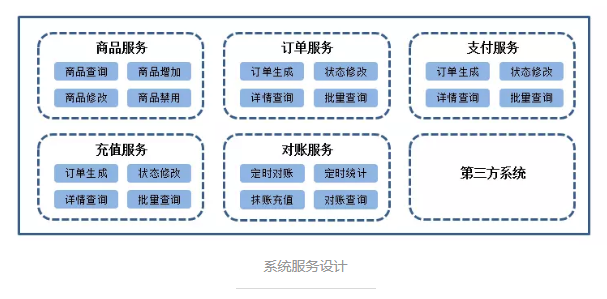 商品服务
商品查询 商品增加
商品修改 商品禁用
订单服务
订单生成 状态修改
详情查询 批量查询
支付服务
订单生成 状态修改
详情查询 批量查询
充值服务
订单生成 状态修改
详情查询 批量查询
对账服务
定时对账 定时统计
抹账充值 对账查询
第三方系统
系统服务设计